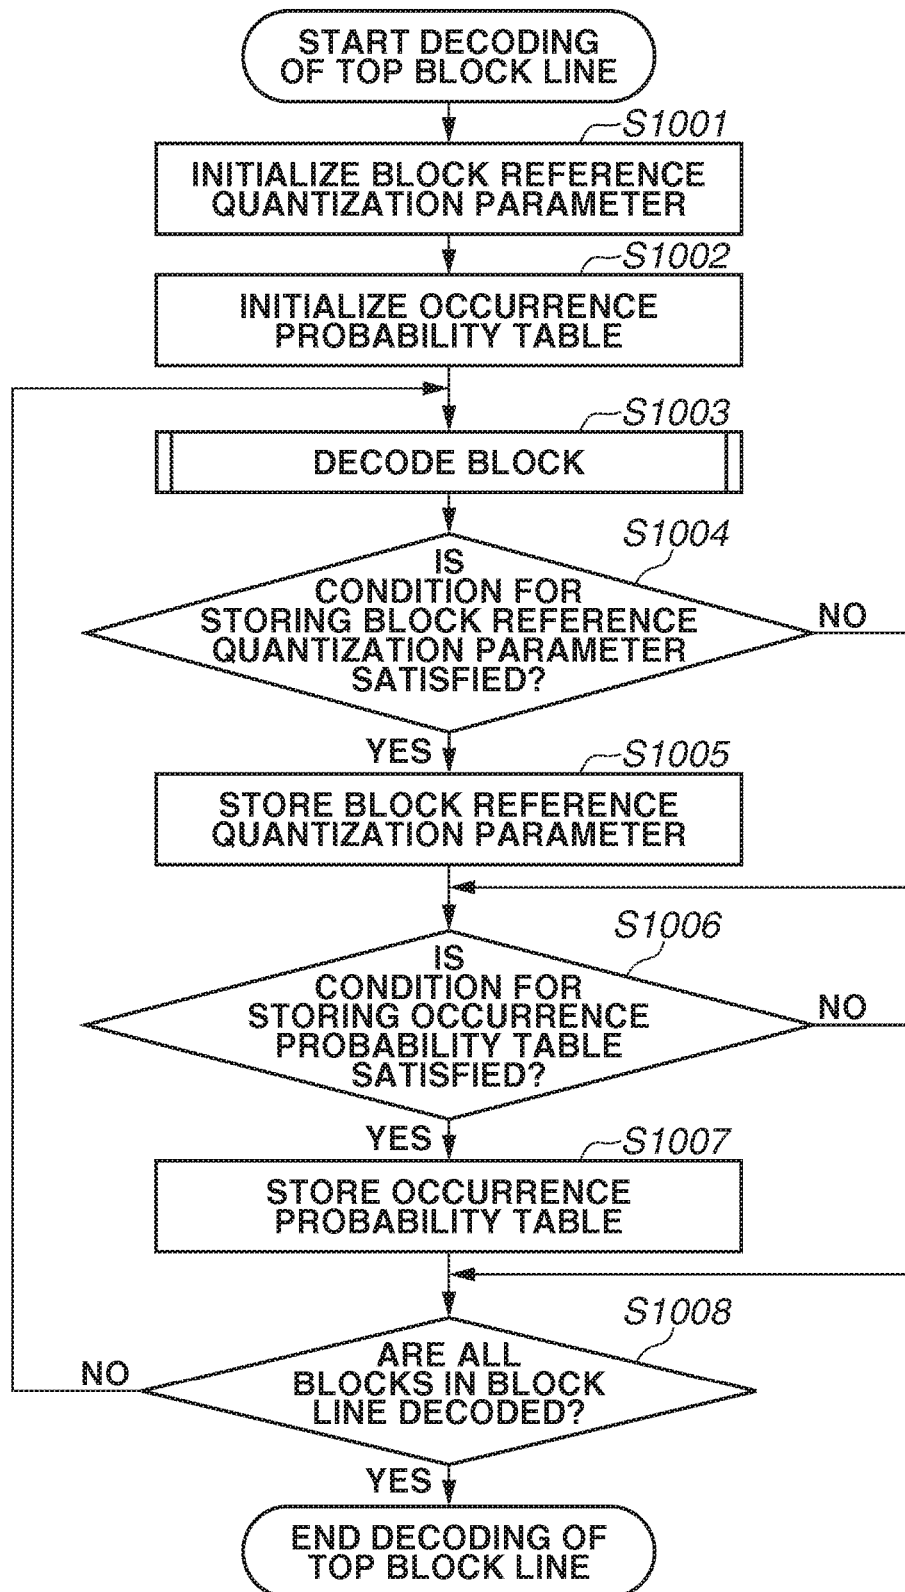 START DECODING
OF TOP BLOCK LINE
S1001
INITIALIZE BLOCK REFERENCE
QUANTIZATION PARAMETER
S1002
INITIALIZE OCCURRENCE
PROBABILITY TABLE
S1003
DECODE BLOCK
S1004
IS
CONDITION FOR
STORING BLOCK REFERENCE
QUANTIZATION PARAMETER
SATISFIED?
NO
YES
S1005
STORE BLOCK REFERENCE
QUANTIZATION PARAMETER
S1006
IS
CONDITION FOR
STORING OCCURRENCE
PROBABILITY TABLE
SATISFIED?
NO
YES
S1007
STORE OCCURRENCE
PROBABILITY TABLE
S1008
ARE ALL
BLOCKS IN BLOCK
LINE DECODED?
NO
YES
END DECODING OF
TOP BLOCK LINE